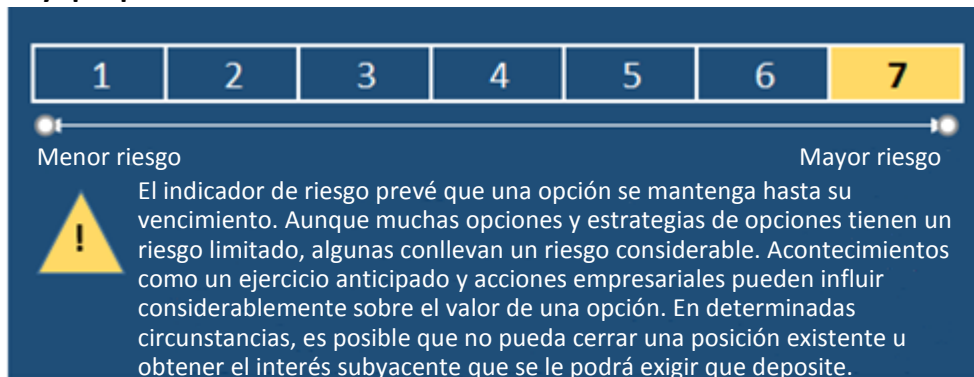 1 2 3 4 5 6 7
Menor riesgo Mayor riesgo
El indicador de riesgo prevé que una opción se mantenga hasta su
! vencimiento. Aunque muchas opciones y estrategias de opciones tienen un
riesgo limitado, algunas conllevan un riesgo considerable. Acontecimientos
como un ejercicio anticipado y acciones empresariales pueden influir
considerablemente sobre el valor de una opción. En determinadas
circunstancias, es posible que no pueda cerrar una posición existente u
obtener el interés subyacente que se le podrá exigir que deposite.